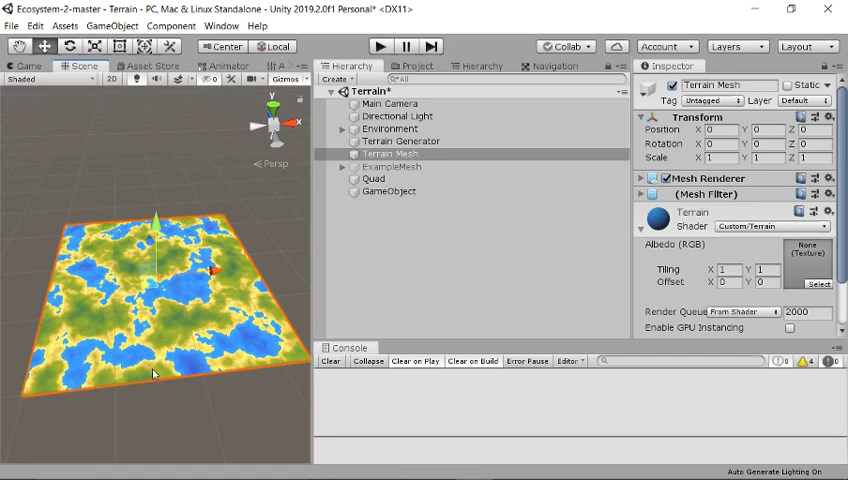 Ecosystem-2-master - Terrain - PC, Mac & Linux Standalone - Unity 2019.2.0f1 Personal* <DX11>
File Edit Assets GameObject Component Window Help
Center Local Collab Account Layers Layout
Game Scene Asset Store Animator A
Shaded 2D 0 Gizmos
Hierarchy Project Hierarchy Navigation
Create All
Terrain*
Main Camera
Directional Light
Environment
Terrain Generator
Terrain Mesh
ExampleMesh
Quad
GameObject
y
x
z
Persp
Inspector
Terrain Mesh Static
Tag Untagged Layer Default
Transform
Position X 0 Y 0 Z 0
Rotation X 0 Y 0 Z 0
Scale X 1 Y 1 Z 1
Mesh Renderer
(Mesh Filter)
Terrain
Shader Custom/Terrain
Albedo (RGB)
None
(Texture)
Tiling X 1 Y 1
Offset X 0 Y 0
Select
Render Queue From Shader 2000
Enable GPU Instancing
Console
Clear Collapse Clear on Play Clear on Build Error Pause Editor 0 4 0
Auto Generate Lighting On